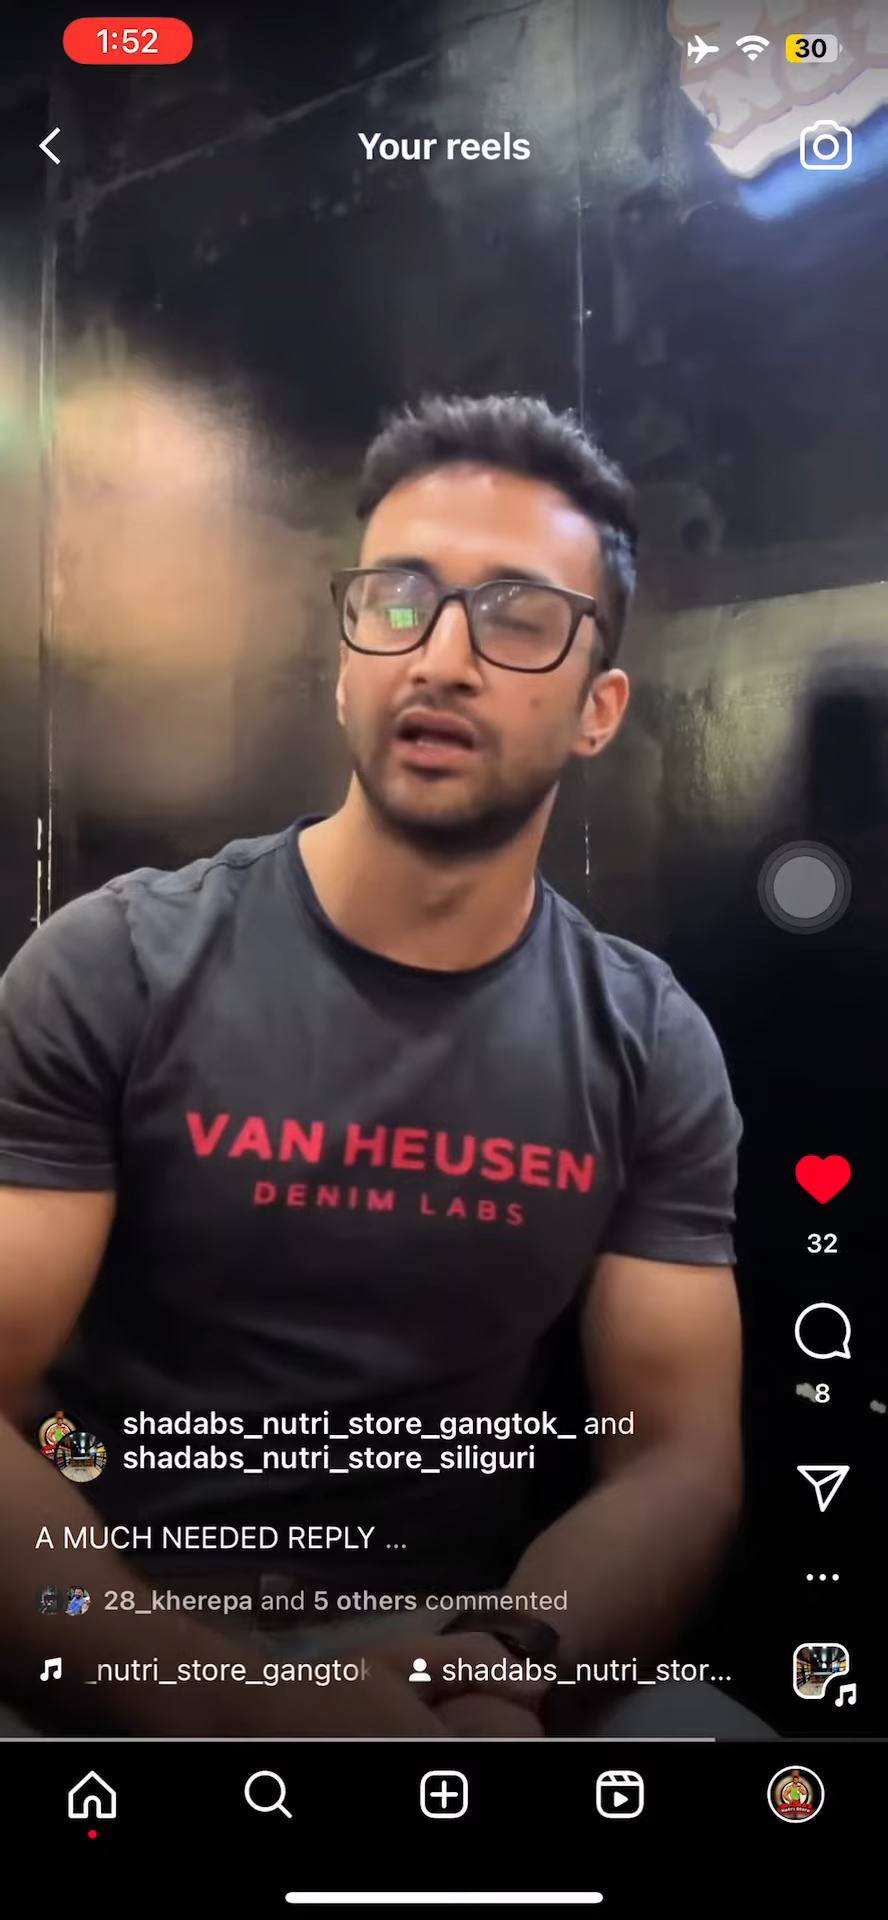 1:52
30
Your reels
VAN HEUSEN
DENIM LABS
32
8
shadabs_nutri_store_gangtok_ and
shadabs_nutri_store_siliguri
A MUCH NEEDED REPLY ...
28_kherepa and 5 others commented
_nutri_store_gangtok shadabs_nutri_stor...